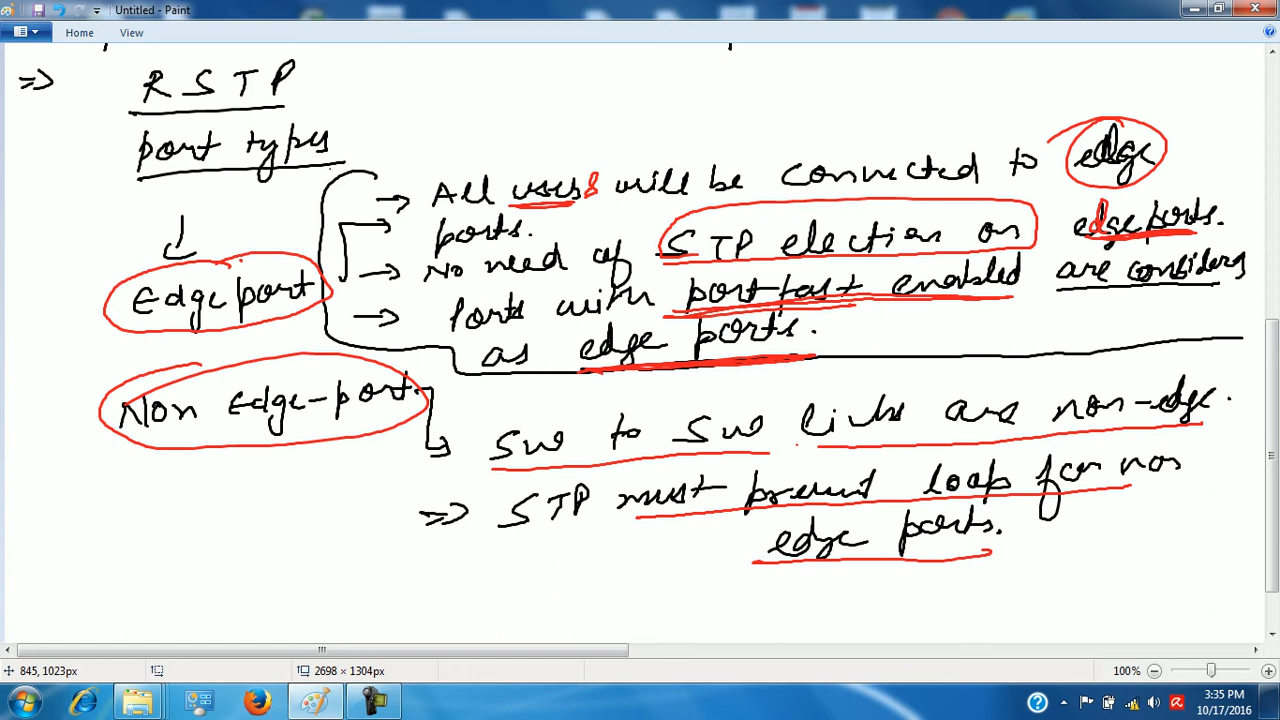 Untitled - Paint
Home View
=> RSTP
port types
Edge port
→ All users will be connected to edge
ports.
→ No need of STP election on edge ports.
→ Ports with portfast enabled are considers
as edge ports.
Non Edge-port
SW to SW links are non-edge.
=> STP must prevent loop for non
edge ports.
845, 1023px 2698 × 1304px 100%
3:35 PM
10/17/2016